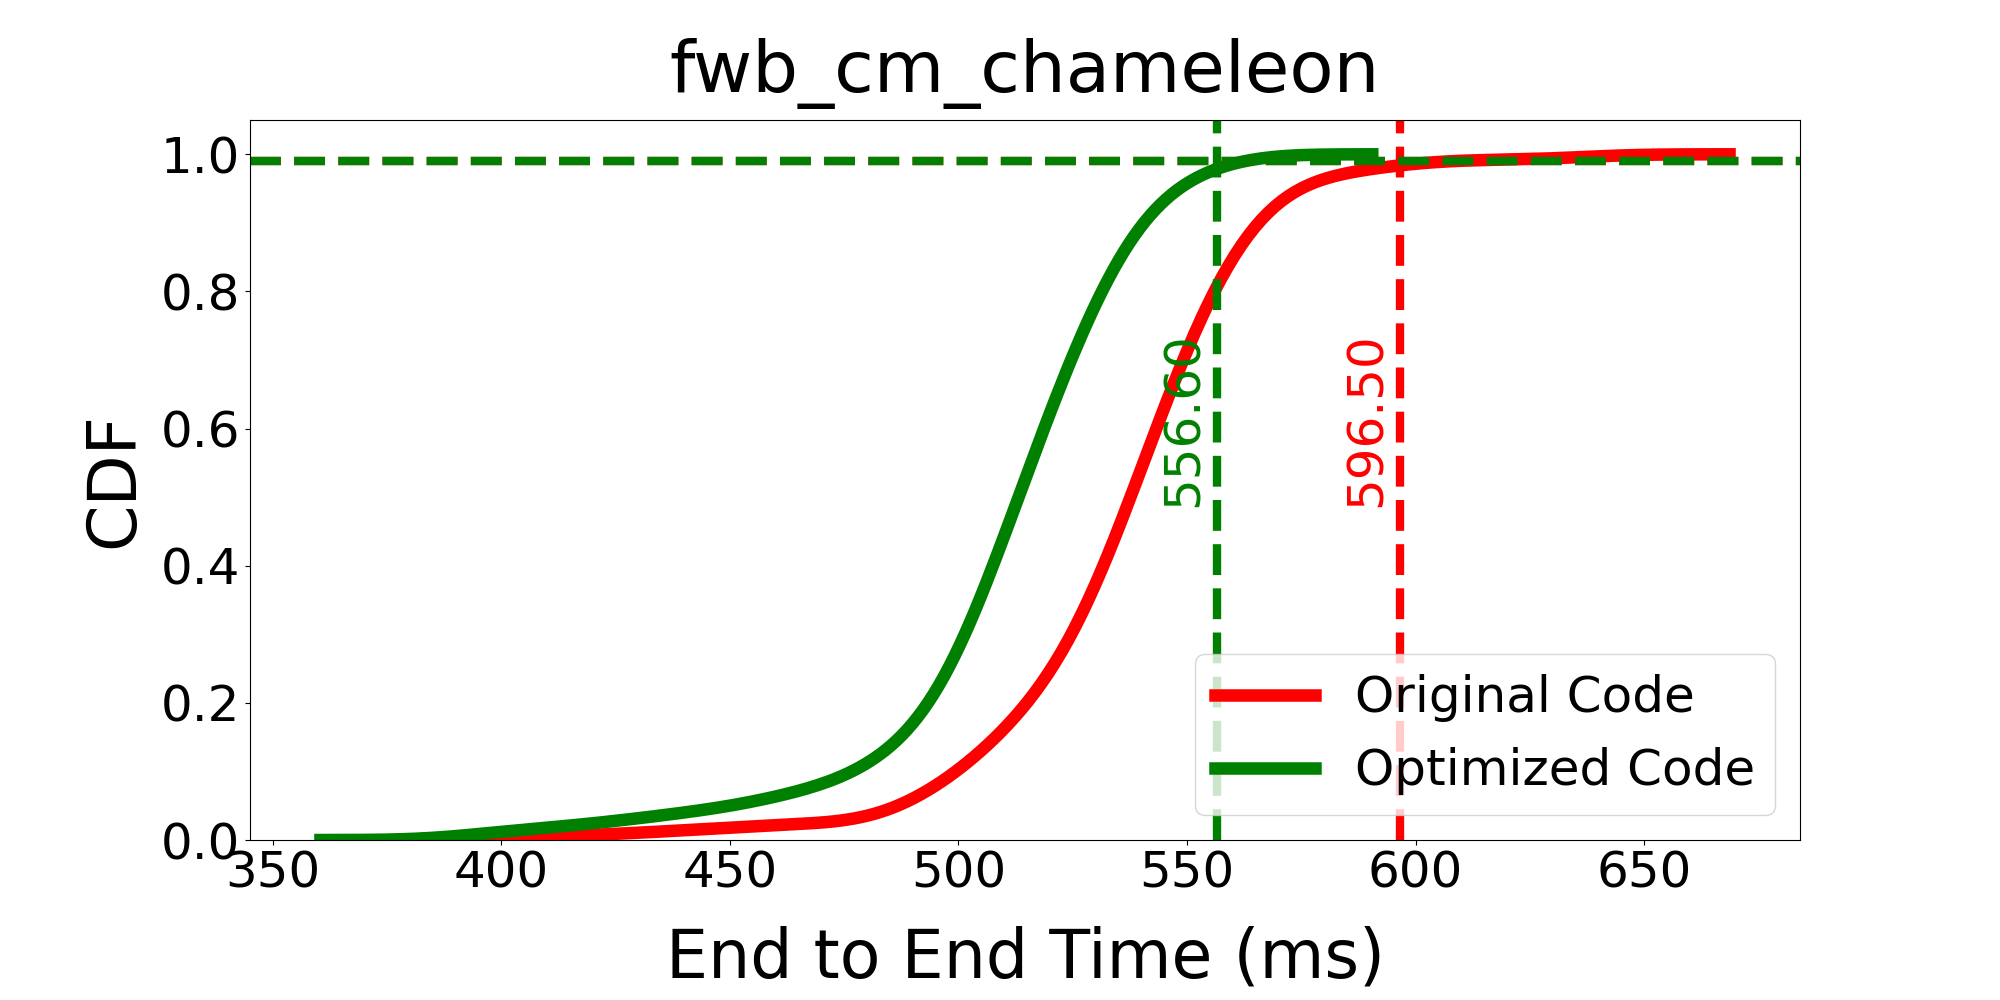 fwb_cm_chameleon
CDF
1.0
0.8
0.6
0.4
0.2
0.0
556.60
596.50
Original Code
Optimized Code
350 400 450 500 550 600 650
End to End Time (ms)